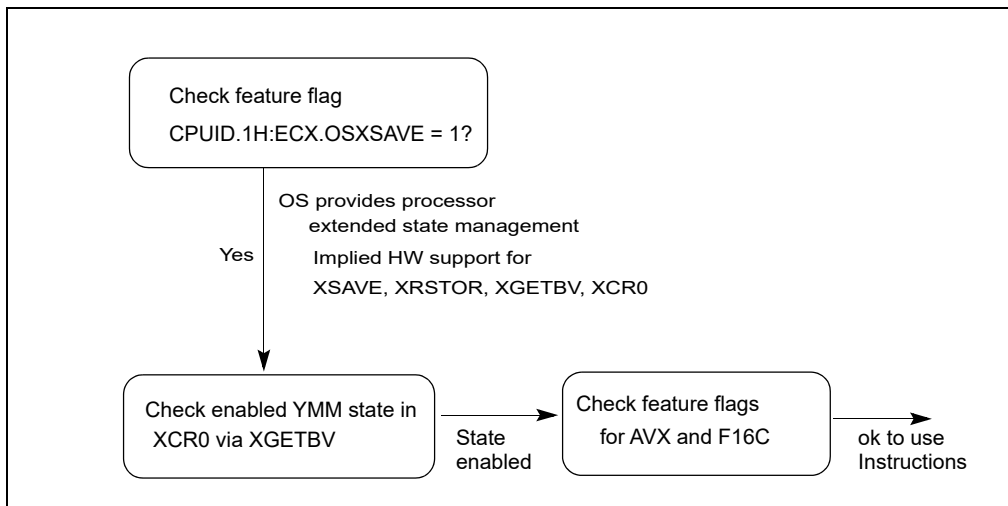 Check feature flag
CPUID.1H:ECX.OSXSAVE = 1?
OS provides processor
extended state management
Yes
Implied HW support for
XSAVE, XRSTOR, XGETBV, XCR0
Check enabled YMM state in
XCR0 via XGETBV
State
enabled
Check feature flags
for AVX and F16C
ok to use
Instructions